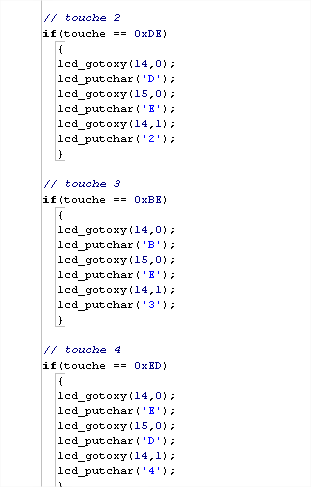 // touche 2
if(touche == 0xDE)
{
lcd_gotoxy(14,0);
lcd_putchar('D');
lcd_gotoxy(15,0);
lcd_putchar('E');
lcd_gotoxy(14,1);
lcd_putchar('2');
}
// touche 3
if(touche == 0xBE)
{
lcd_gotoxy(14,0);
lcd_putchar('B');
lcd_gotoxy(15,0);
lcd_putchar('E');
lcd_gotoxy(14,1);
lcd_putchar('3');
}
// touche 4
if(touche == 0xED)
{
lcd_gotoxy(14,0);
lcd_putchar('E');
lcd_gotoxy(15,0);
lcd_putchar('D');
lcd_gotoxy(14,1);
lcd_putchar('4');
}